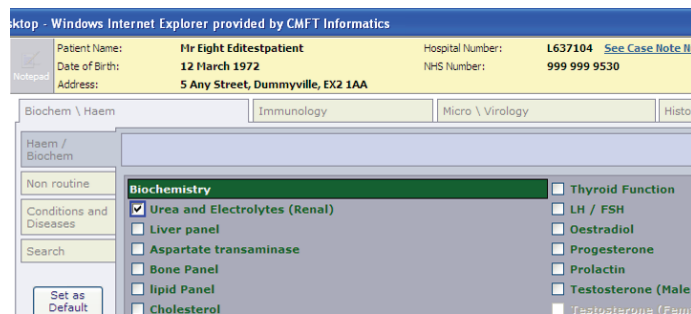 sktop - Windows Internet Explorer provided by CMFT Informatics
Notepad
Patient Name: Mr Eight Editestpatient Hospital Number: L637104 See Case Note N
Date of Birth: 12 March 1972 NHS Number: 999 999 9530
Address: 5 Any Street, Dummyville, EX2 1AA
Biochem \ Haem Immunology Micro \ Virology Histo
Haem /
Biochem
Non routine
Conditions and
Diseases
Search
Set as
Default
Biochemistry
Urea and Electrolytes (Renal)
Liver panel
Aspartate transaminase
Bone Panel
lipid Panel
Cholesterol
Thyroid Function
LH / FSH
Oestradiol
Progesterone
Prolactin
Testosterone (Male
Testosterone (Fem